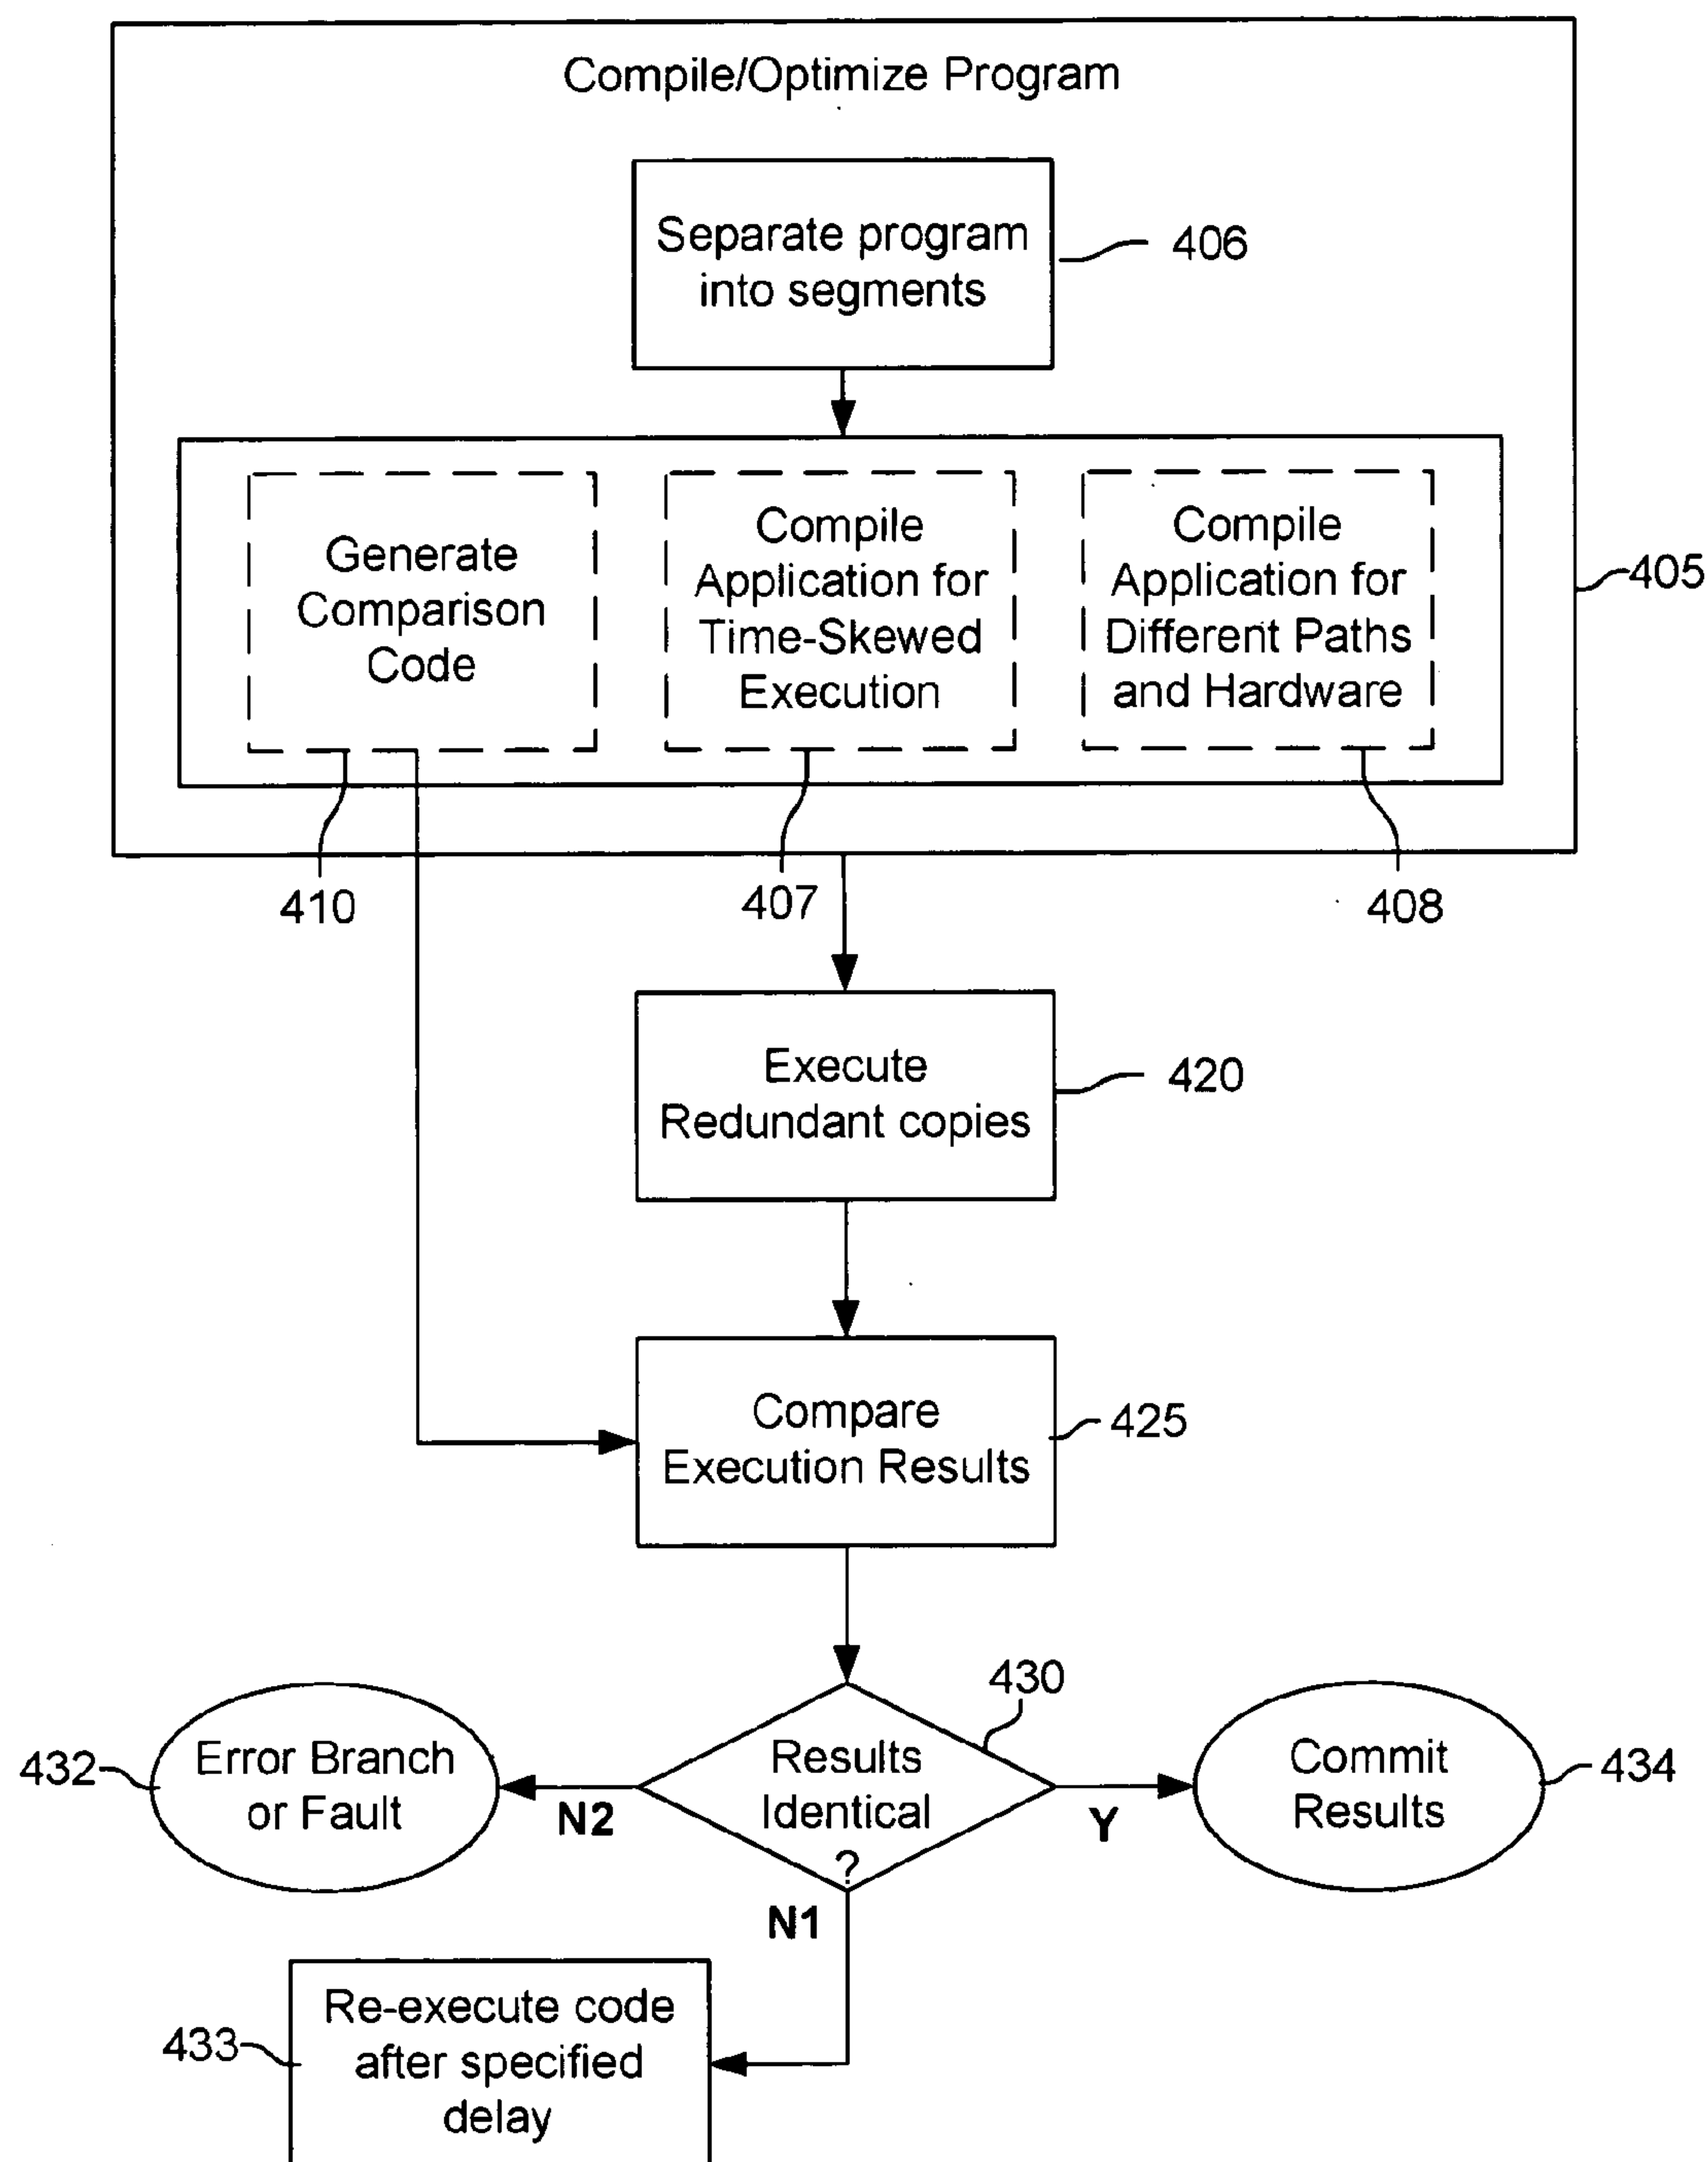 Compile/Optimize Program
Separate program
into segments
406
Generate
Comparison
Code
Compile
Application for
Time-Skewed
Execution
Compile
Application for
Different Paths
and Hardware
405
410
407
408
Execute
Redundant copies
420
Compare
Execution Results
425
430
432
Error Branch
or Fault
N2
Results
Identical
?
Y
Commit
Results
434
N1
433
Re-execute code
after specified
delay